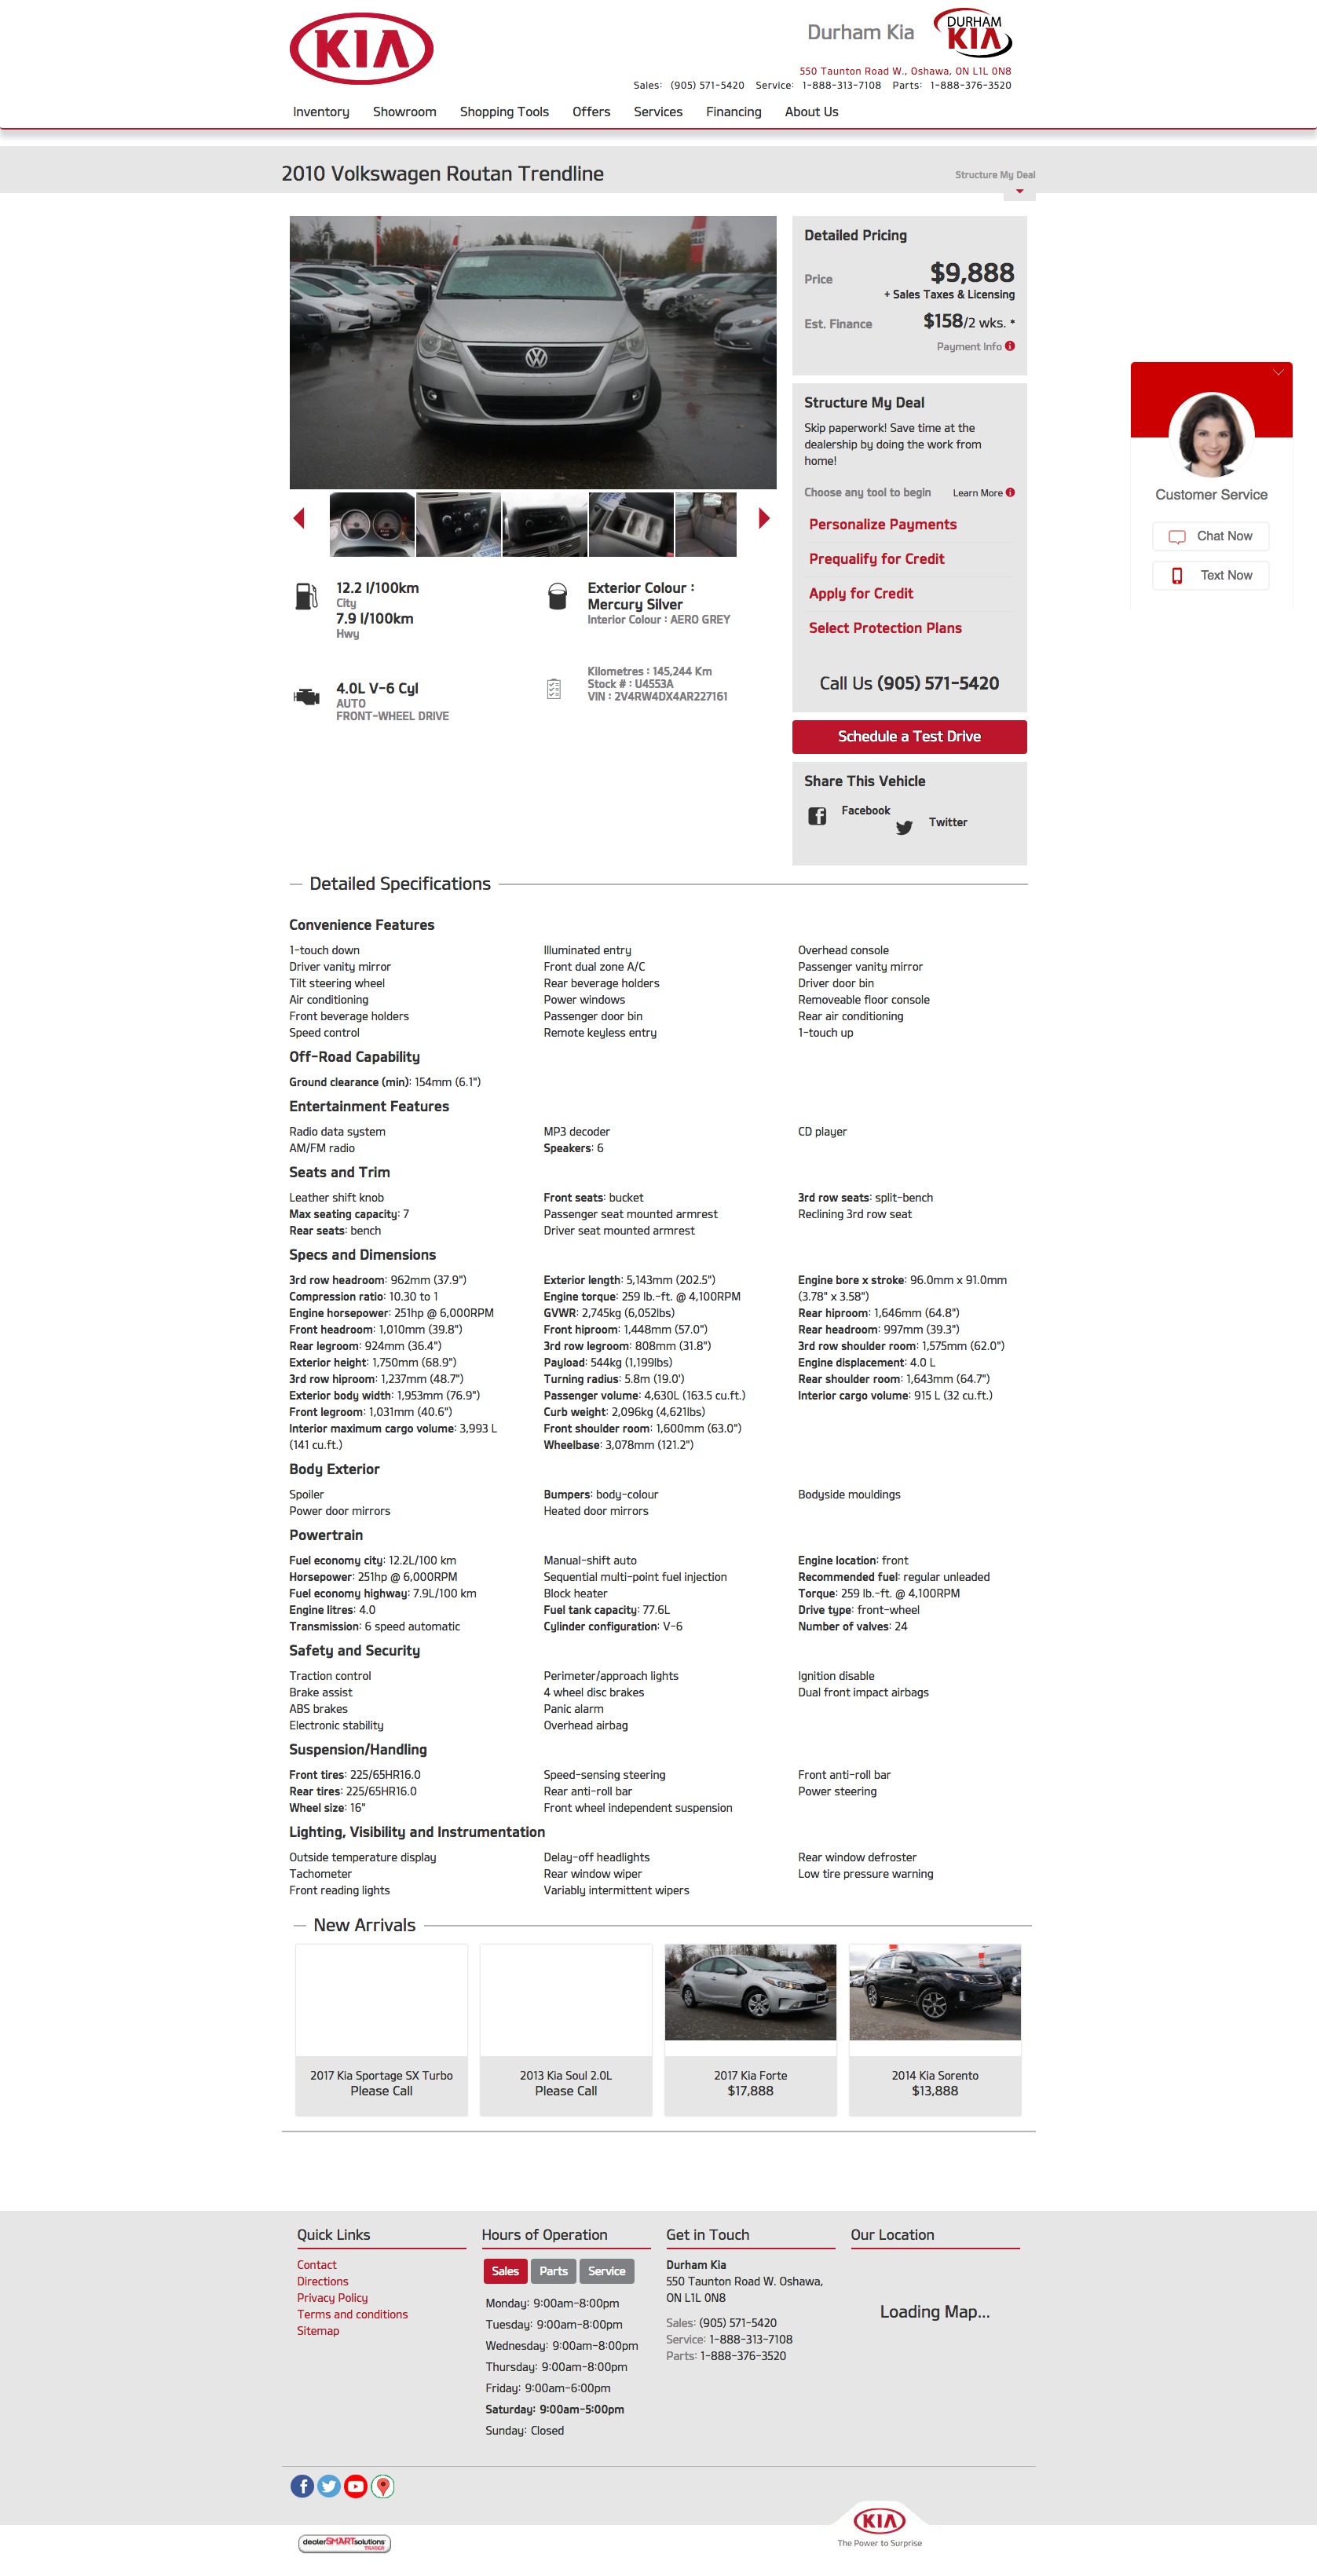 KIA
Durham Kia
DURHAM
KIA
550 Taunton Road W., Oshawa, ON L1L 0N8
Sales: (905) 571-5420 Service: 1-888-313-7108 Parts: 1-888-376-3520
Inventory Showroom Shopping Tools Offers Services Financing About Us
2010 Volkswagen Routan Trendline
Structure My Deal
Detailed Pricing
Price $9,888
+ Sales Taxes & Licensing
Est. Finance $158/2 wks. *
Payment Info
Structure My Deal
Skip paperwork! Save time at the
dealership by doing the work from
home!
Choose any tool to begin Learn More
Personalize Payments
Prequalify for Credit
Apply for Credit
Select Protection Plans
Call Us (905) 571-5420
Schedule a Test Drive
Share This Vehicle
Facebook
Twitter
Customer Service
Chat Now
Text Now
12.2 l/100km
City
7.9 l/100km
Hwy
Exterior Colour :
Mercury Silver
Interior Colour : AERO GREY
4.0L V-6 Cyl
AUTO
FRONT-WHEEL DRIVE
Kilometres : 145,244 Km
Stock # : U4553A
VIN : 2V4RW4DX4AR227161
Detailed Specifications
Convenience Features
1-touch down Illuminated entry Overhead console
Driver vanity mirror Front dual zone A/C Passenger vanity mirror
Tilt steering wheel Rear beverage holders Driver door bin
Air conditioning Power windows Removeable floor console
Front beverage holders Passenger door bin Rear air conditioning
Speed control Remote keyless entry 1-touch up
Off-Road Capability
Ground clearance (min): 154mm (6.1")
Entertainment Features
Radio data system MP3 decoder CD player
AM/FM radio Speakers: 6
Seats and Trim
Leather shift knob Front seats: bucket 3rd row seats: split-bench
Max seating capacity: 7 Passenger seat mounted armrest Reclining 3rd row seat
Rear seats: bench Driver seat mounted armrest
Specs and Dimensions
3rd row headroom: 962mm (37.9") Exterior length: 5,143mm (202.5") Engine bore x stroke: 96.0mm x 91.0mm
Compression ratio: 10.30 to 1 Engine torque: 259 lb.-ft. @ 4,100RPM (3.78" x 3.58")
Engine horsepower: 251hp @ 6,000RPM GVWR: 2,745kg (6,052lbs) Rear hiproom: 1,646mm (64.8")
Front headroom: 1,010mm (39.8") Front hiproom: 1,448mm (57.0") Rear headroom: 997mm (39.3")
Rear legroom: 924mm (36.4") 3rd row legroom: 808mm (31.8") 3rd row shoulder room: 1,575mm (62.0")
Exterior height: 1,750mm (68.9") Payload: 544kg (1,199lbs) Engine displacement: 4.0 L
3rd row hiproom: 1,237mm (48.7") Turning radius: 5.8m (19.0') Rear shoulder room: 1,643mm (64.7")
Exterior body width: 1,953mm (76.9") Passenger volume: 4,630L (163.5 cu.ft.) Interior cargo volume: 915 L (32 cu.ft.)
Front legroom: 1,031mm (40.6") Curb weight: 2,096kg (4,621lbs)
Interior maximum cargo volume: 3,993 L Front shoulder room: 1,600mm (63.0")
(141 cu.ft.) Wheelbase: 3,078mm (121.2")
Body Exterior
Spoiler Bumpers: body-colour Bodyside mouldings
Power door mirrors Heated door mirrors
Powertrain
Fuel economy city: 12.2L/100 km Manual-shift auto Engine location: front
Horsepower: 251hp @ 6,000RPM Sequential multi-point fuel injection Recommended fuel: regular unleaded
Fuel economy highway: 7.9L/100 km Block heater Torque: 259 lb.-ft. @ 4,100RPM
Engine litres: 4.0 Fuel tank capacity: 77.6L Drive type: front-wheel
Transmission: 6 speed automatic Cylinder configuration: V-6 Number of valves: 24
Safety and Security
Traction control Perimeter/approach lights Ignition disable
Brake assist 4 wheel disc brakes Dual front impact airbags
ABS brakes Panic alarm
Electronic stability Overhead airbag
Suspension/Handling
Front tires: 225/65HR16.0 Speed-sensing steering Front anti-roll bar
Rear tires: 225/65HR16.0 Rear anti-roll bar Power steering
Wheel size: 16" Front wheel independent suspension
Lighting, Visibility and Instrumentation
Outside temperature display Delay-off headlights Rear window defroster
Tachometer Rear window wiper Low tire pressure warning
Front reading lights Variably intermittent wipers
New Arrivals
2017 Kia Sportage SX Turbo 2013 Kia Soul 2.0L 2017 Kia Forte 2014 Kia Sorento
Please Call Please Call $17,888 $13,888
Quick Links
Contact
Directions
Privacy Policy
Terms and conditions
Sitemap
Hours of Operation
Sales Parts Service
Monday: 9:00am-8:00pm
Tuesday: 9:00am-8:00pm
Wednesday: 9:00am-8:00pm
Thursday: 9:00am-8:00pm
Friday: 9:00am-6:00pm
Saturday: 9:00am-5:00pm
Sunday: Closed
Get in Touch
Durham Kia
550 Taunton Road W. Oshawa,
ON L1L 0N8
Sales: (905) 571-5420
Service: 1-888-313-7108
Parts: 1-888-376-3520
Our Location
Loading Map...
dealerSMARTsolutions
TRADER
KIA
The Power to Surprise